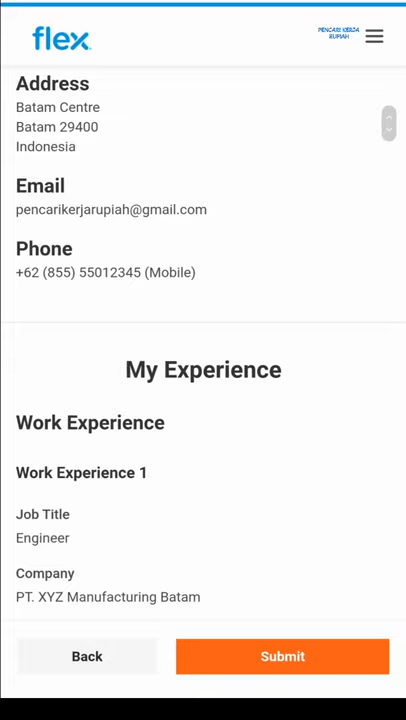 flex
PENCARI KERJA
RUPIAH
Address
Batam Centre
Batam 29400
Indonesia
Email
pencarikerjarupiah@gmail.com
Phone
+62 (855) 55012345 (Mobile)
My Experience
Work Experience
Work Experience 1
Job Title
Engineer
Company
PT. XYZ Manufacturing Batam
Back
Submit